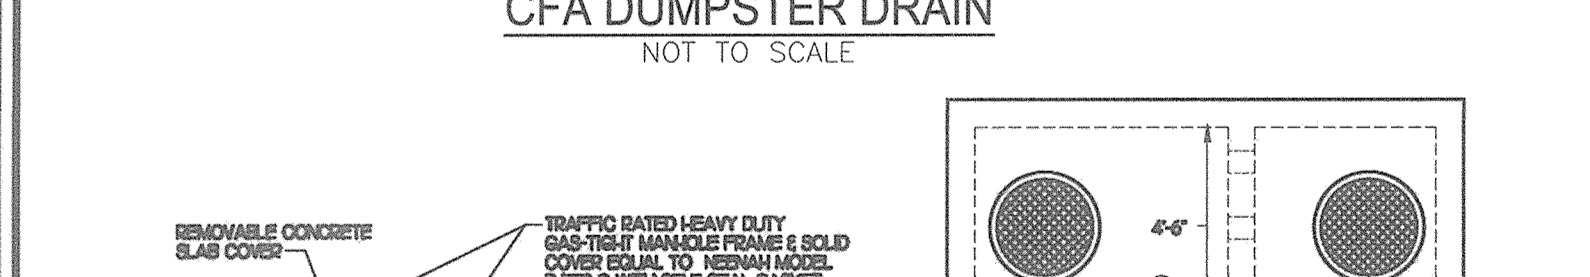 CFA DUMPSTER DRAIN
NOT TO SCALE
REMOVABLE CONCRETE
SLAB COVER
TRAFFIC RATED HEAVY DUTY
GAS-TIGHT MANHOLE FRAME & SOLID
COVER EQUAL TO NEENAH MODEL
4'-6"